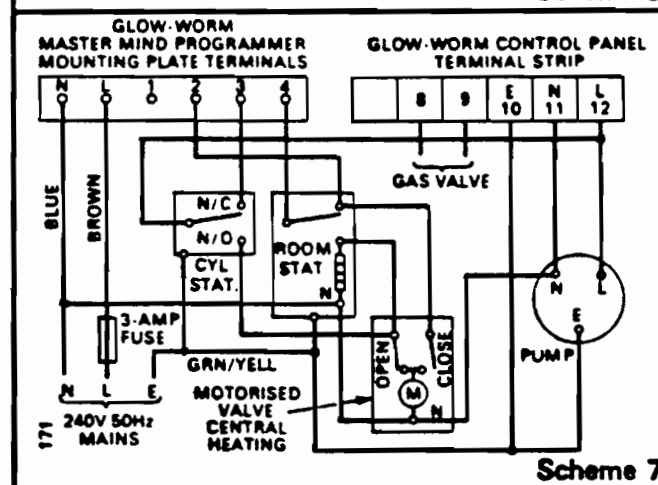 GLOW-WORM
MASTER MIND PROGRAMMER
MOUNTING PLATE TERMINALS
N L 1 2 3 4
GLOW-WORM CONTROL PANEL
TERMINAL STRIP
8 9 E 10 N 11 L 12
GAS VALVE
BLUE
BROWN
N/C
N/O
CYL
STAT.
ROOM
STAT
N
3-AMP
FUSE
GRN/YELL
N L E
240V 50Hz
MAINS
171
MOTORISED
VALVE
CENTRAL
HEATING
OPEN
CLOSE
M
N
N L
E
PUMP
Scheme 7